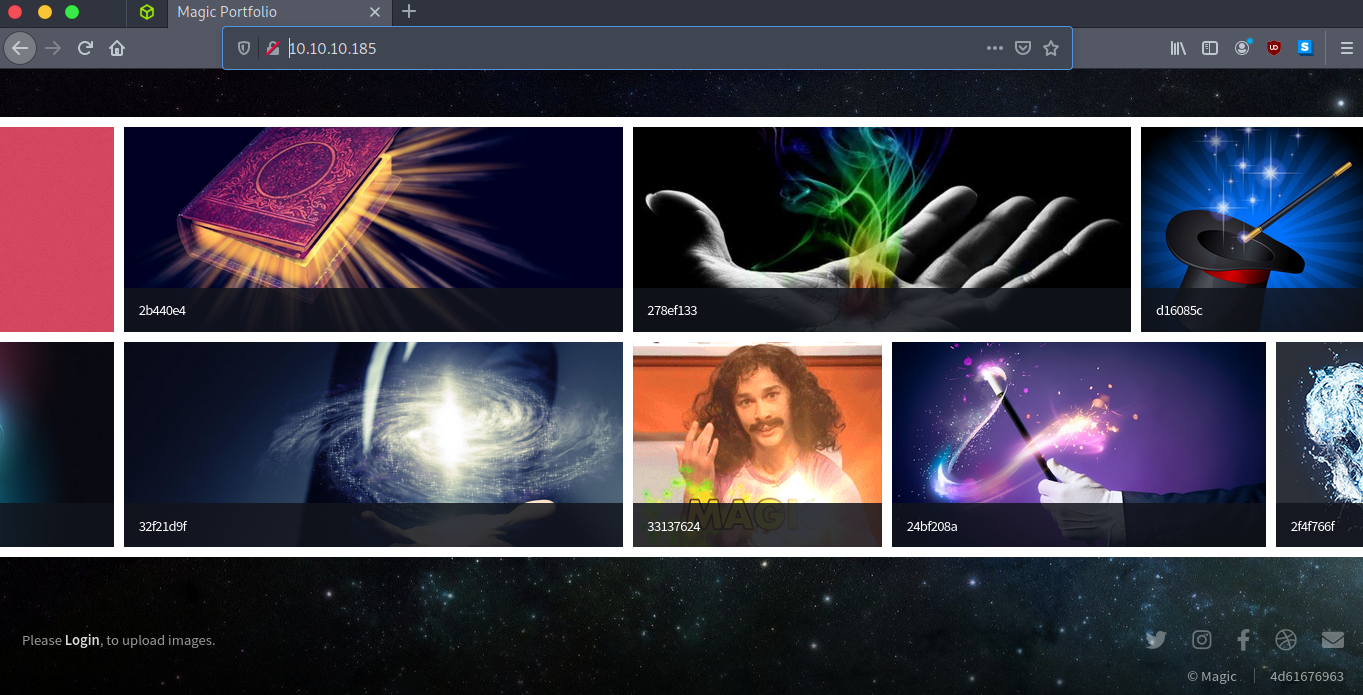 Magic Portfolio
10.10.10.185
2b440e4
278ef133
d16085c
32f21d9f
33137624
24bf208a
2f4f766f
MAGI
Please Login, to upload images.
© Magic
4d61676963